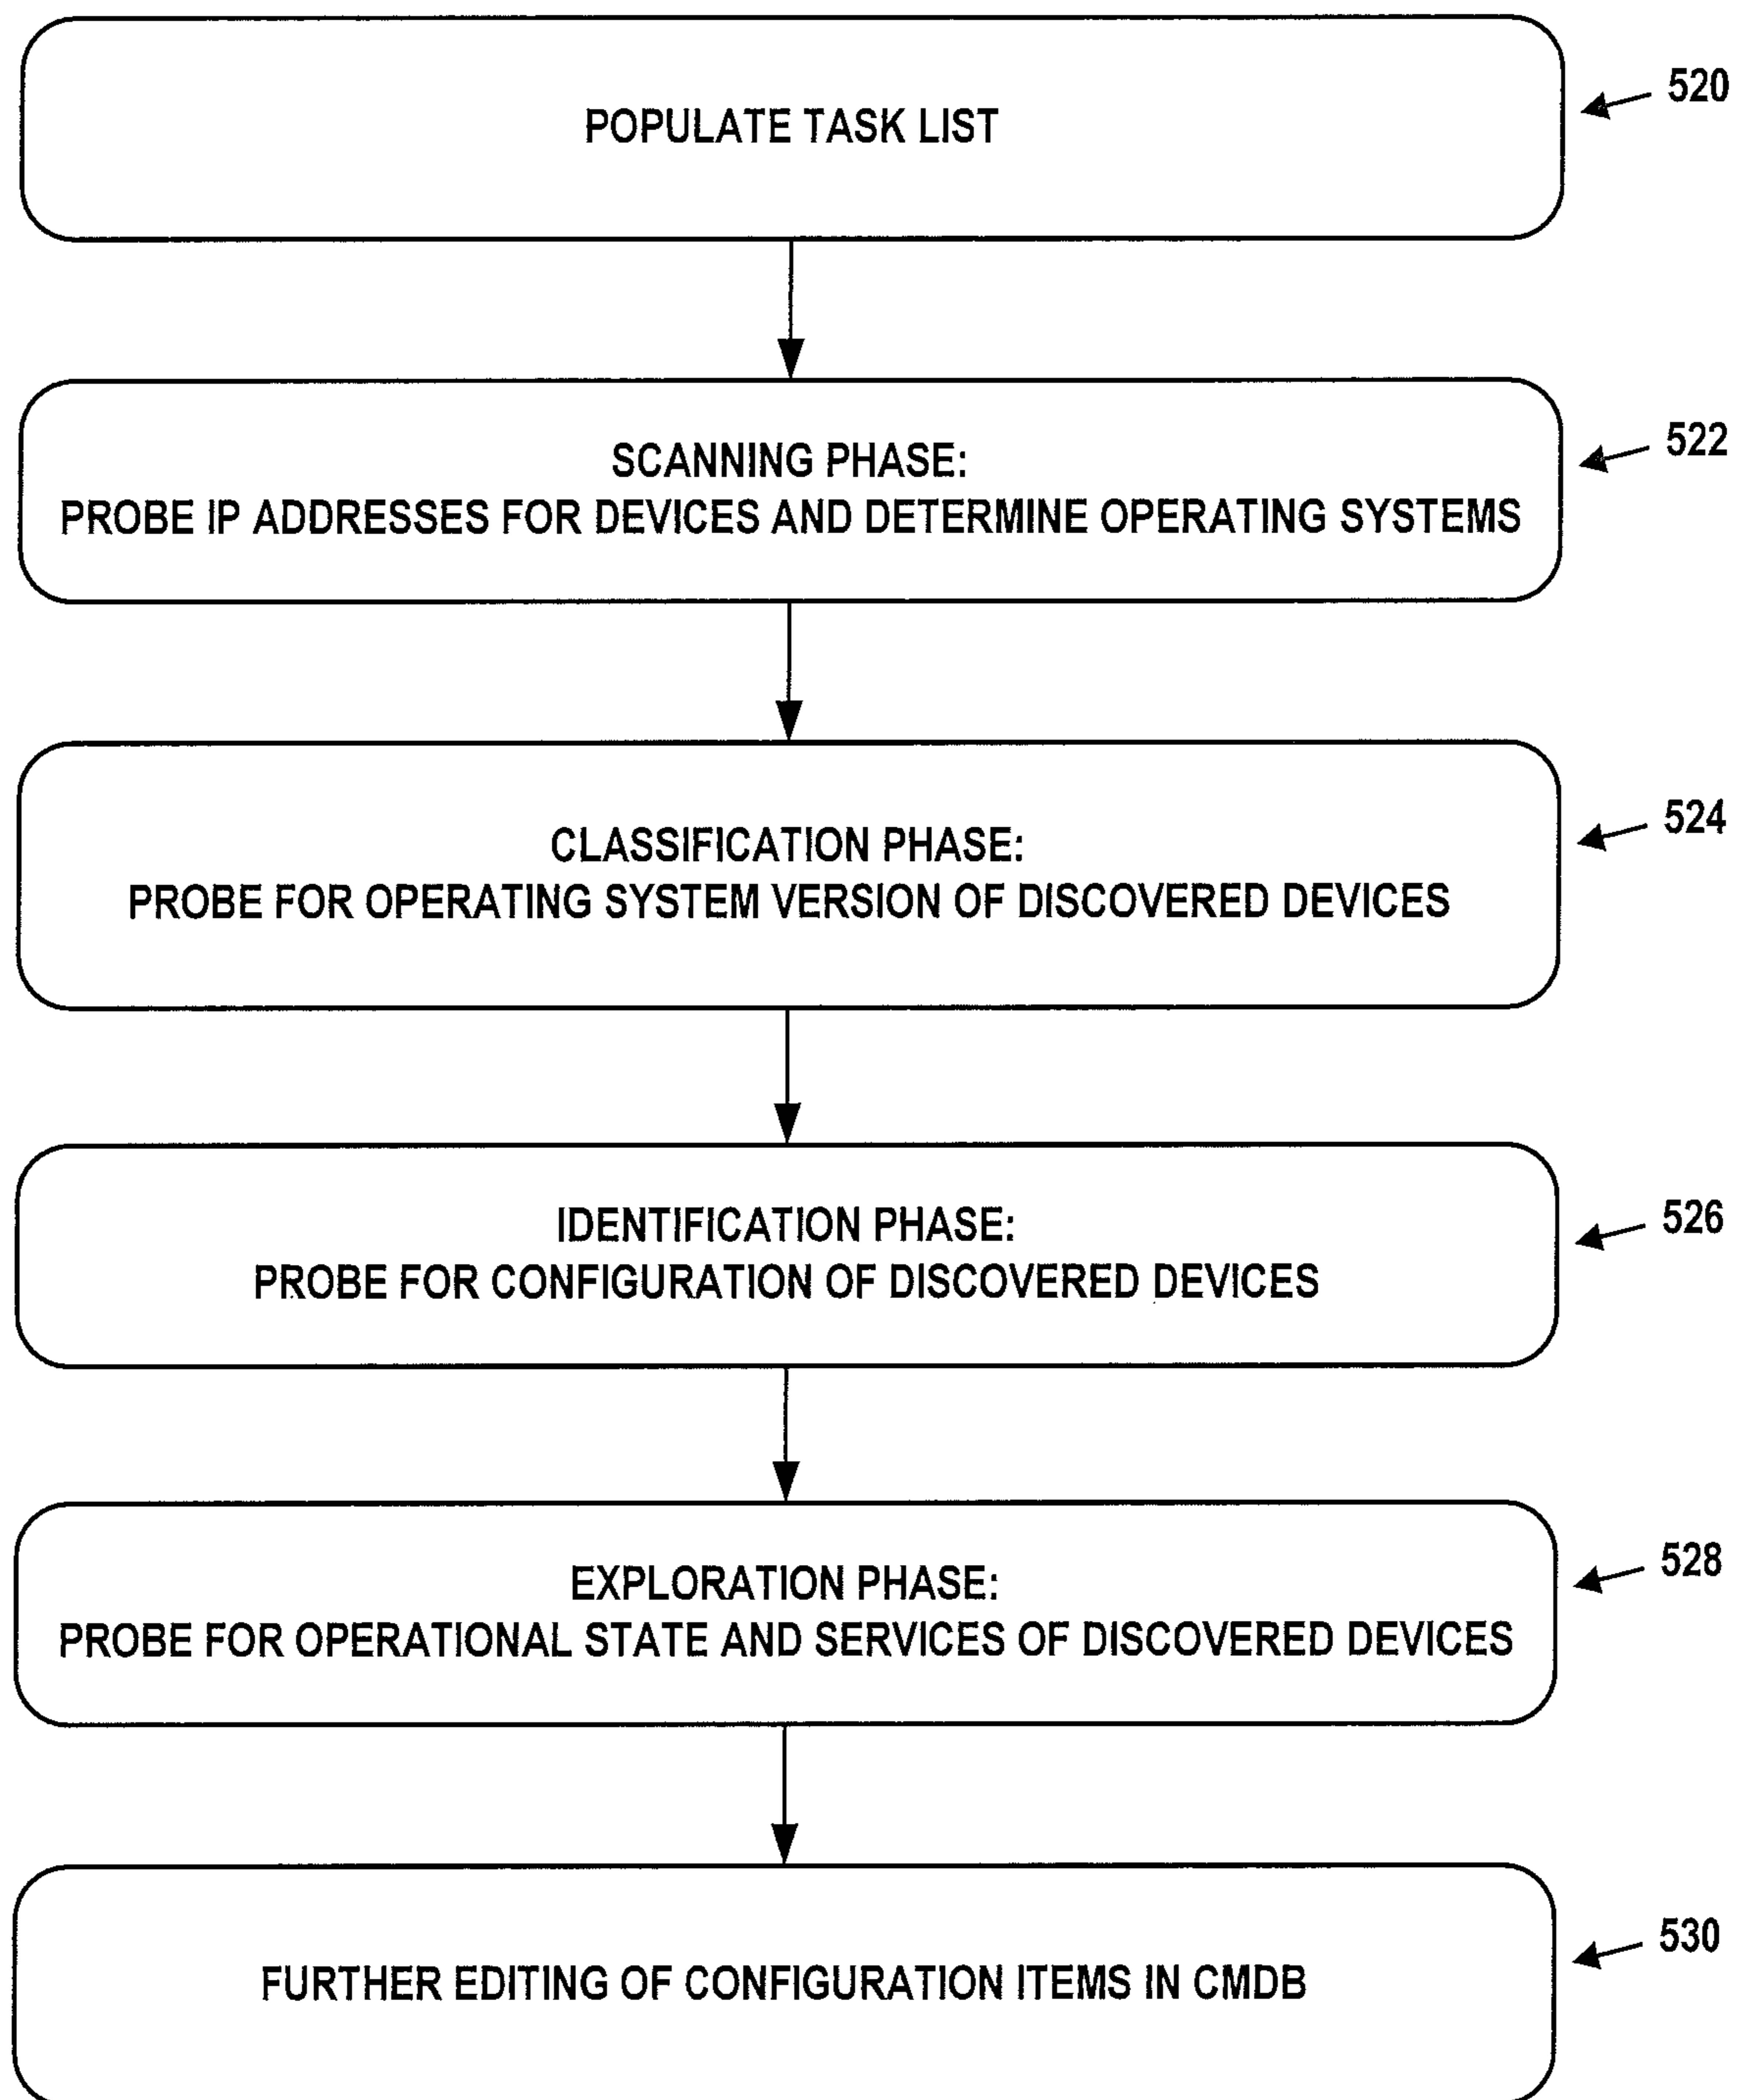 POPULATE TASK LIST
520
SCANNING PHASE:
PROBE IP ADDRESSES FOR DEVICES AND DETERMINE OPERATING SYSTEMS
522
CLASSIFICATION PHASE:
PROBE FOR OPERATING SYSTEM VERSION OF DISCOVERED DEVICES
524
IDENTIFICATION PHASE:
PROBE FOR CONFIGURATION OF DISCOVERED DEVICES
526
EXPLORATION PHASE:
PROBE FOR OPERATIONAL STATE AND SERVICES OF DISCOVERED DEVICES
528
FURTHER EDITING OF CONFIGURATION ITEMS IN CMDB
530